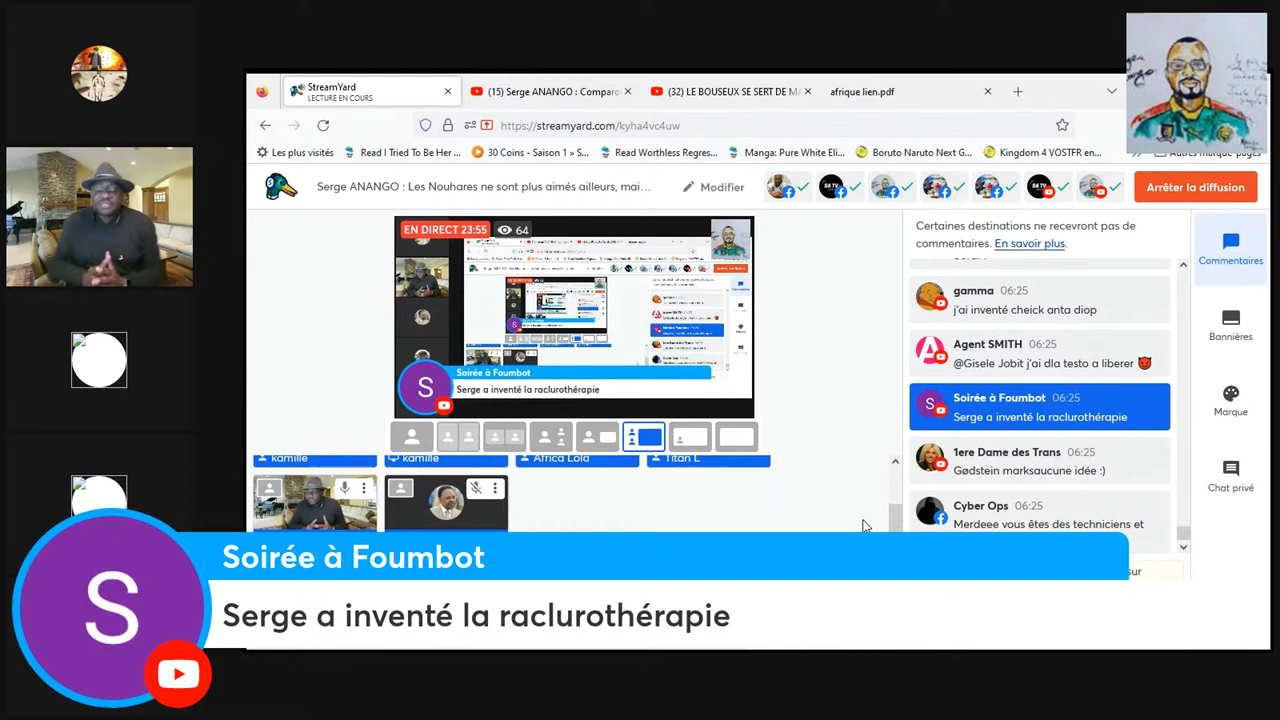 StreamYard
LECTURE EN COURS
(15) Serge ANANGO : Compar
(32) LE BOUSEUX SE SERT DE
afrique lien.pdf
https://streamyard.com/kyha4vc4uw
Les plus visités
Read I Tried To Be Her ...
30 Coins - Saison 1 » S...
Read Worthless Regres...
Manga: Pure White Eli...
Boruto Naruto Next G...
Kingdom 4 VOSTFR en...
Autres marque-pages
Serge ANANGO : Les Nouhares ne sont plus aimés ailleurs, mai...
Modifier
Arrêter la diffusion
Certaines destinations ne recevront pas de
commentaires. En savoir plus.
EN DIRECT 23:55
64
Soirée à Foumbot
Serge a inventé la raclurothérapie
S
kamille
kamille
Africa Lola
Titan L
gamma 06:25
j'ai inventé cheick anta diop
Agent SMITH 06:25
@Gisele Jobit j'ai dla testo a liberer
S
Soirée à Foumbot 06:25
Serge a inventé la raclurothérapie
1ere Dame des Trans 06:25
Gødstein marksaucune idée :)
Cyber Ops 06:25
Merdeee vous êtes des techniciens et
sur
Commentaires
Bannières
Marque
Chat privé
S
Soirée à Foumbot
Serge a inventé la raclurothérapie